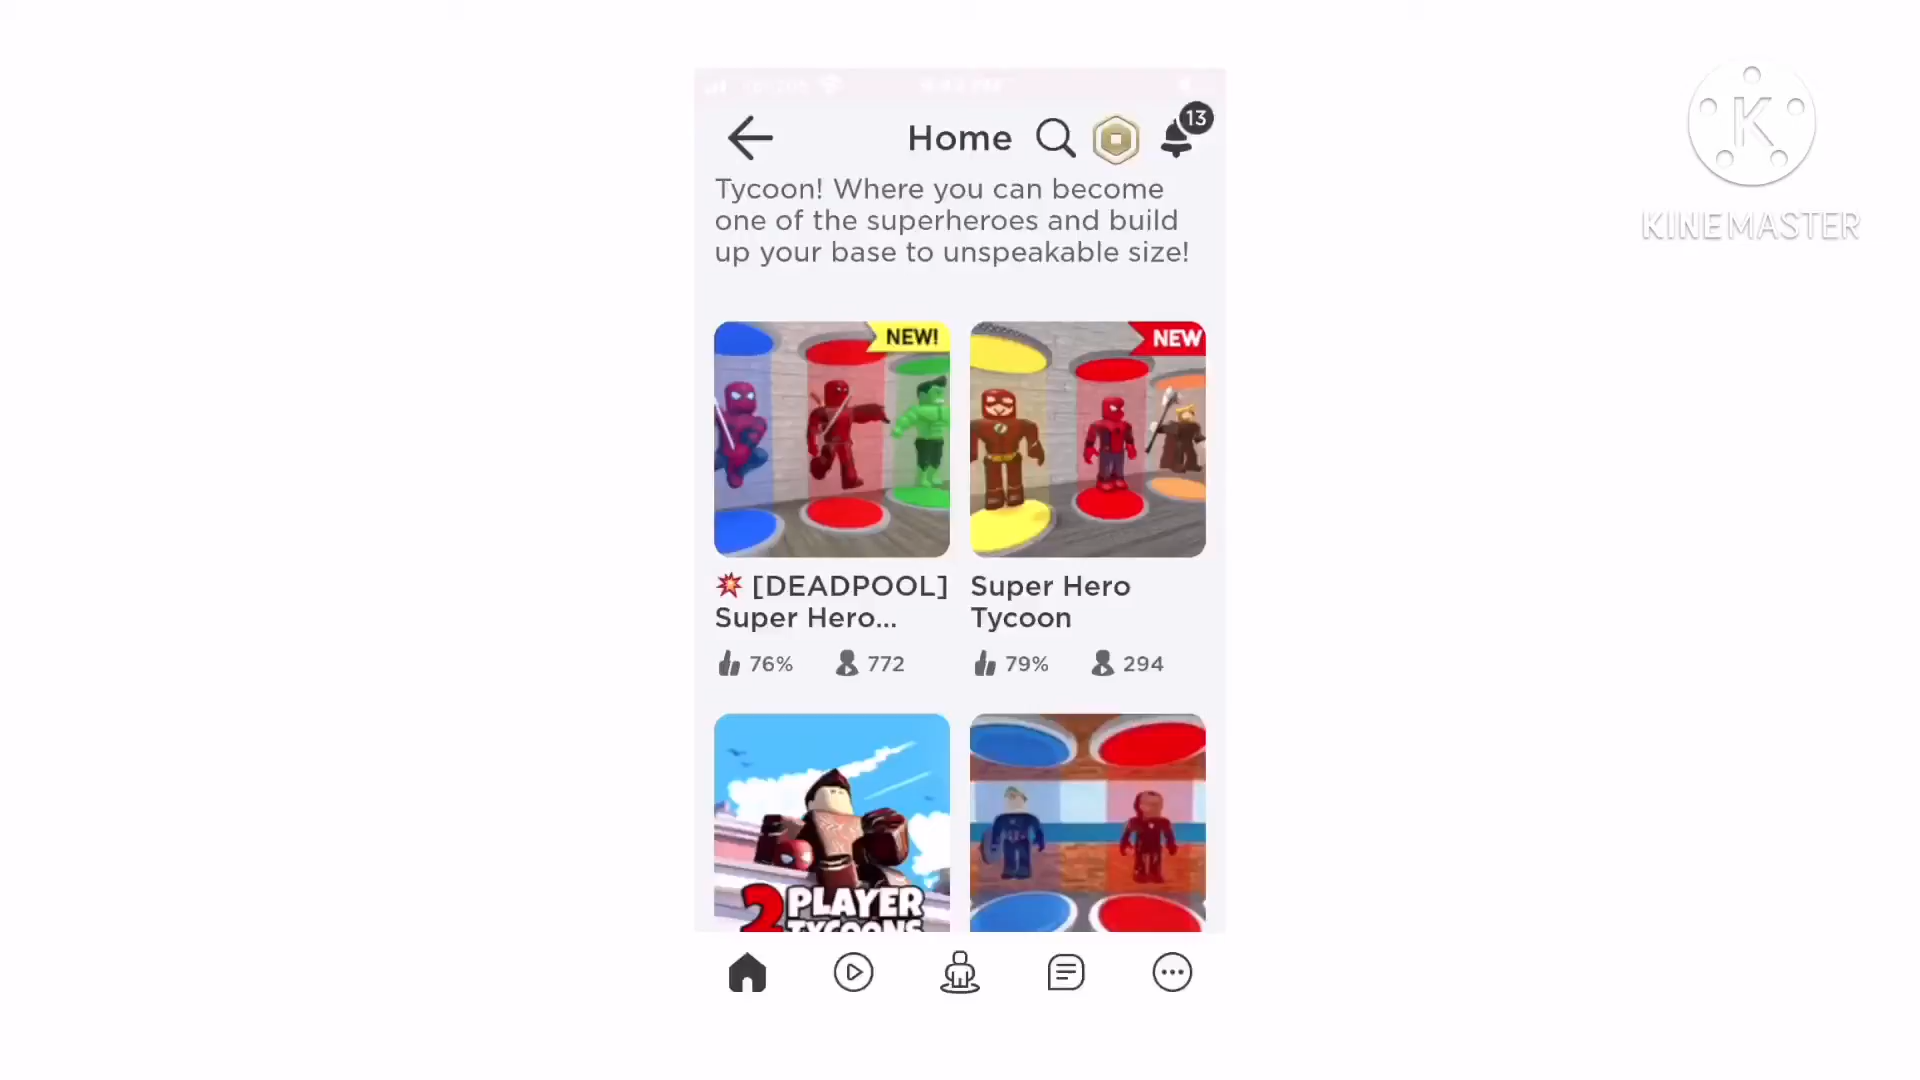 13
Home
Tycoon! Where you can become
one of the superheroes and build
up your base to unspeakable size!
NEW!
NEW
[DEADPOOL]
Super Hero...
76% 772
Super Hero
Tycoon
79% 294
2 PLAYER
TYCOONS
K
KINEMASTER